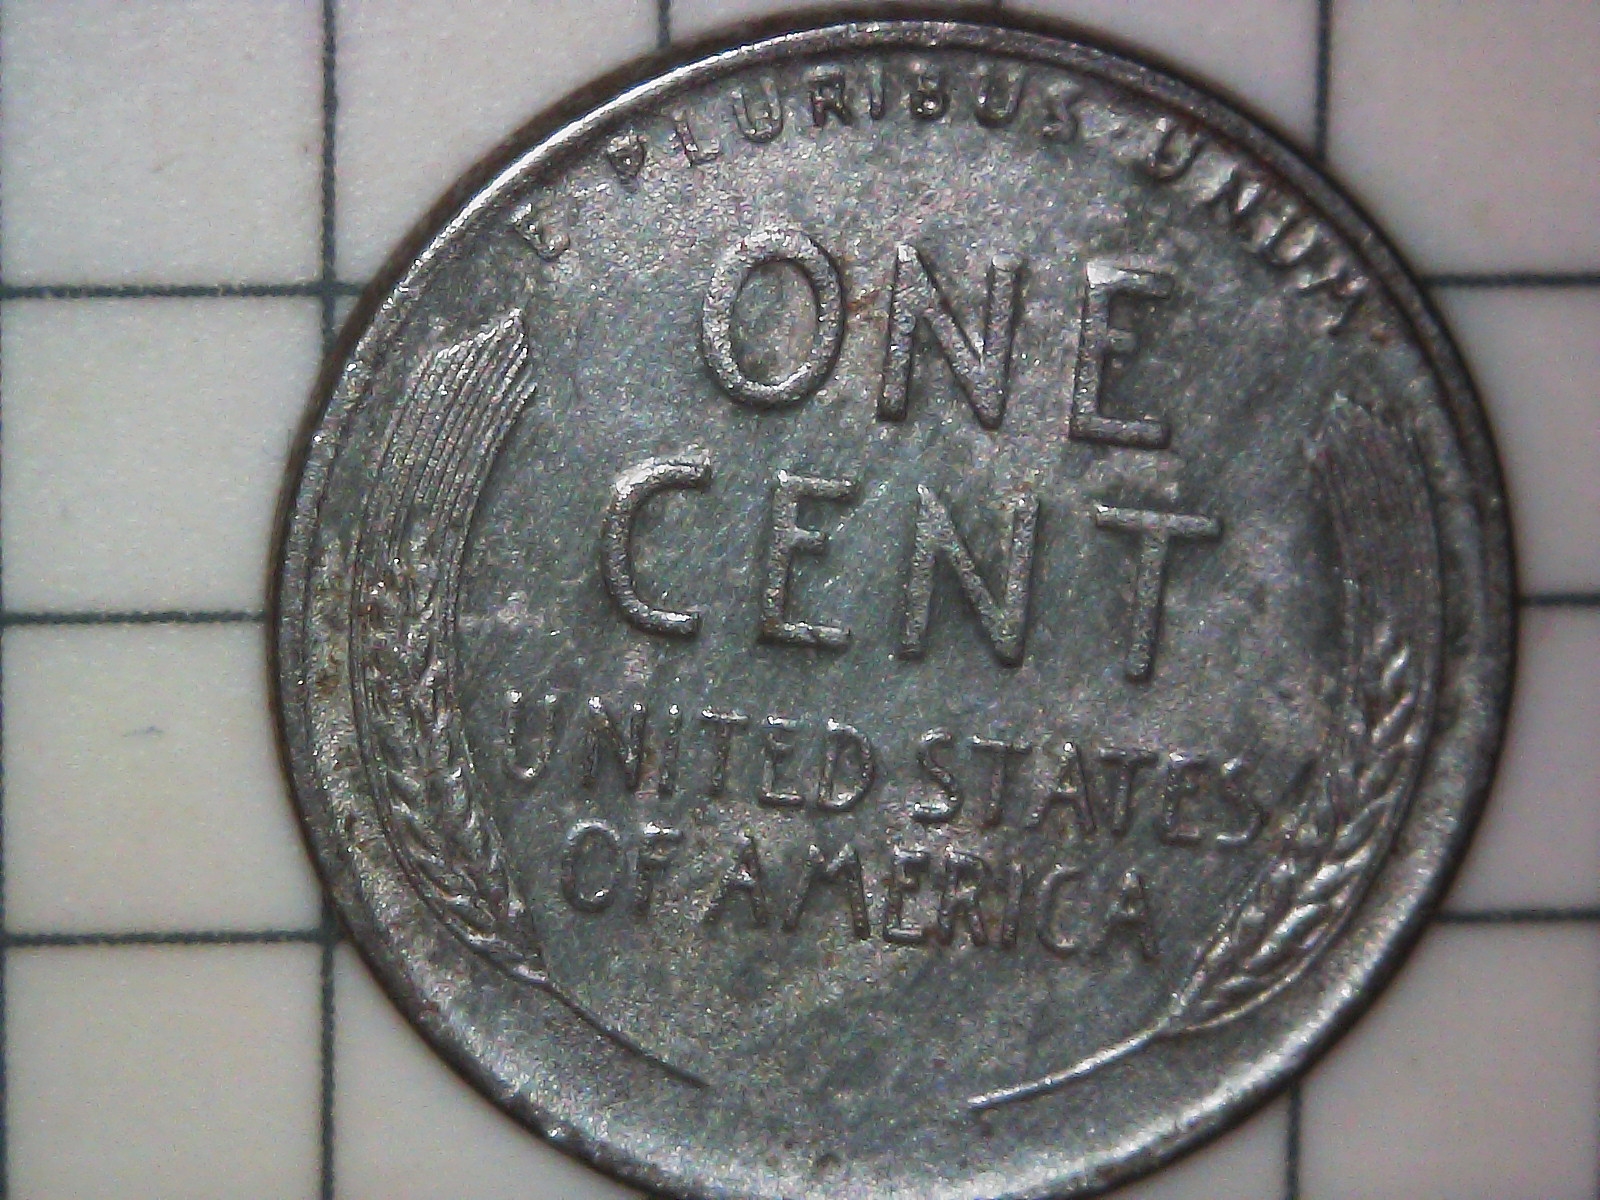 E PLURIBUS · UNUM
ONE
CENT
UNITED STATES
OF AMERICA